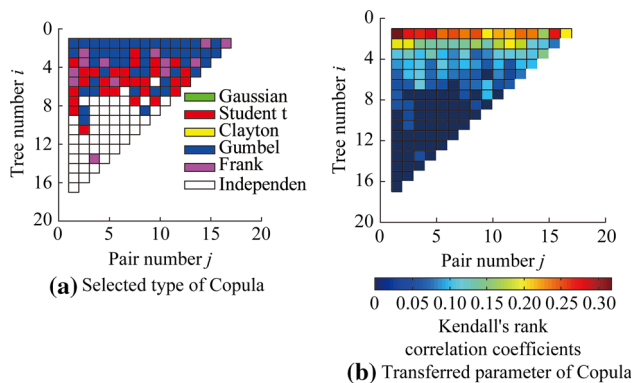 0
4
8
12
16
20
Tree number i
Gaussian
Student t
Clayton
Gumbel
Frank
Independen
0 5 10 15 20
Pair number j
(a) Selected type of Copula
0
4
8
12
16
20
Tree number i
0 5 10 15 20
Pair number j
0 0.05 0.10 0.15 0.20 0.25 0.30
Kendall's rank
correlation coefficients
(b) Transferred parameter of Copula